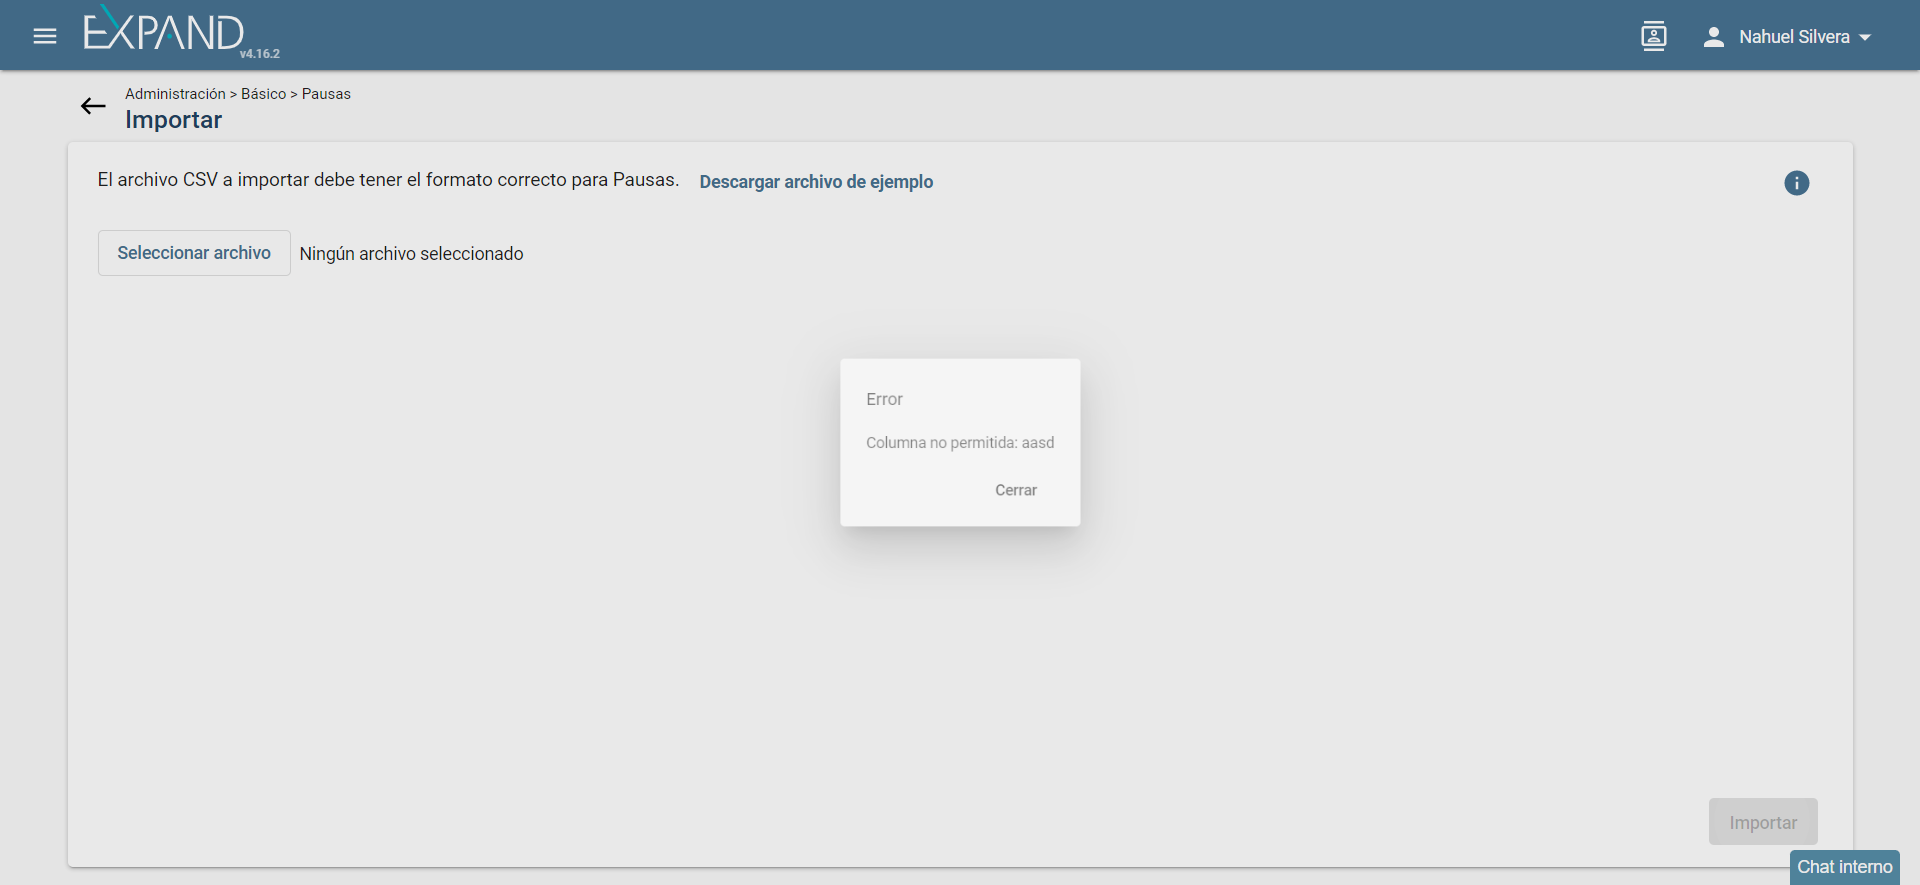 EXPAND
v4.16.2
Nahuel Silvera
Administración > Básico > Pausas
Importar
El archivo CSV a importar debe tener el formato correcto para Pausas. Descargar archivo de ejemplo
Seleccionar archivo Ningún archivo seleccionado
Error
Columna no permitida: aasd
Cerrar
Importar
Chat interno